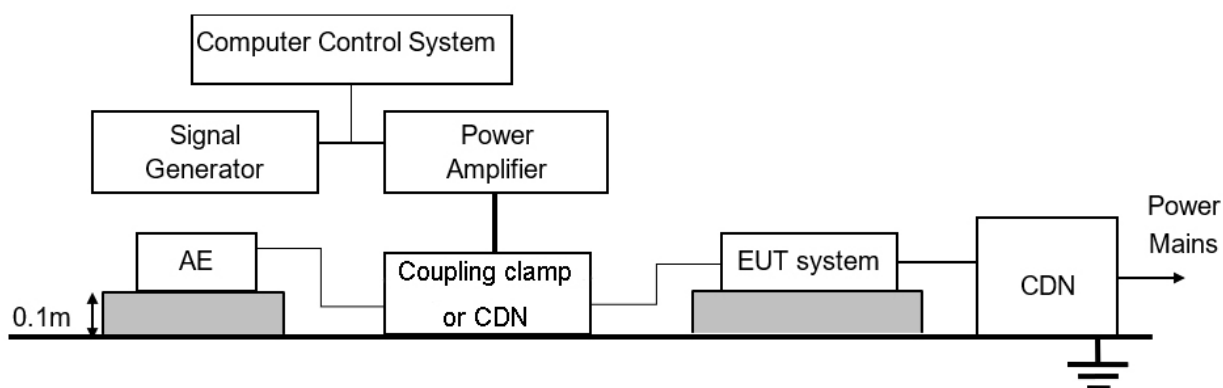 Computer Control System
Signal
Generator
Power
Amplifier
AE
Coupling clamp
or CDN
EUT system
CDN
Power
Mains
0.1m